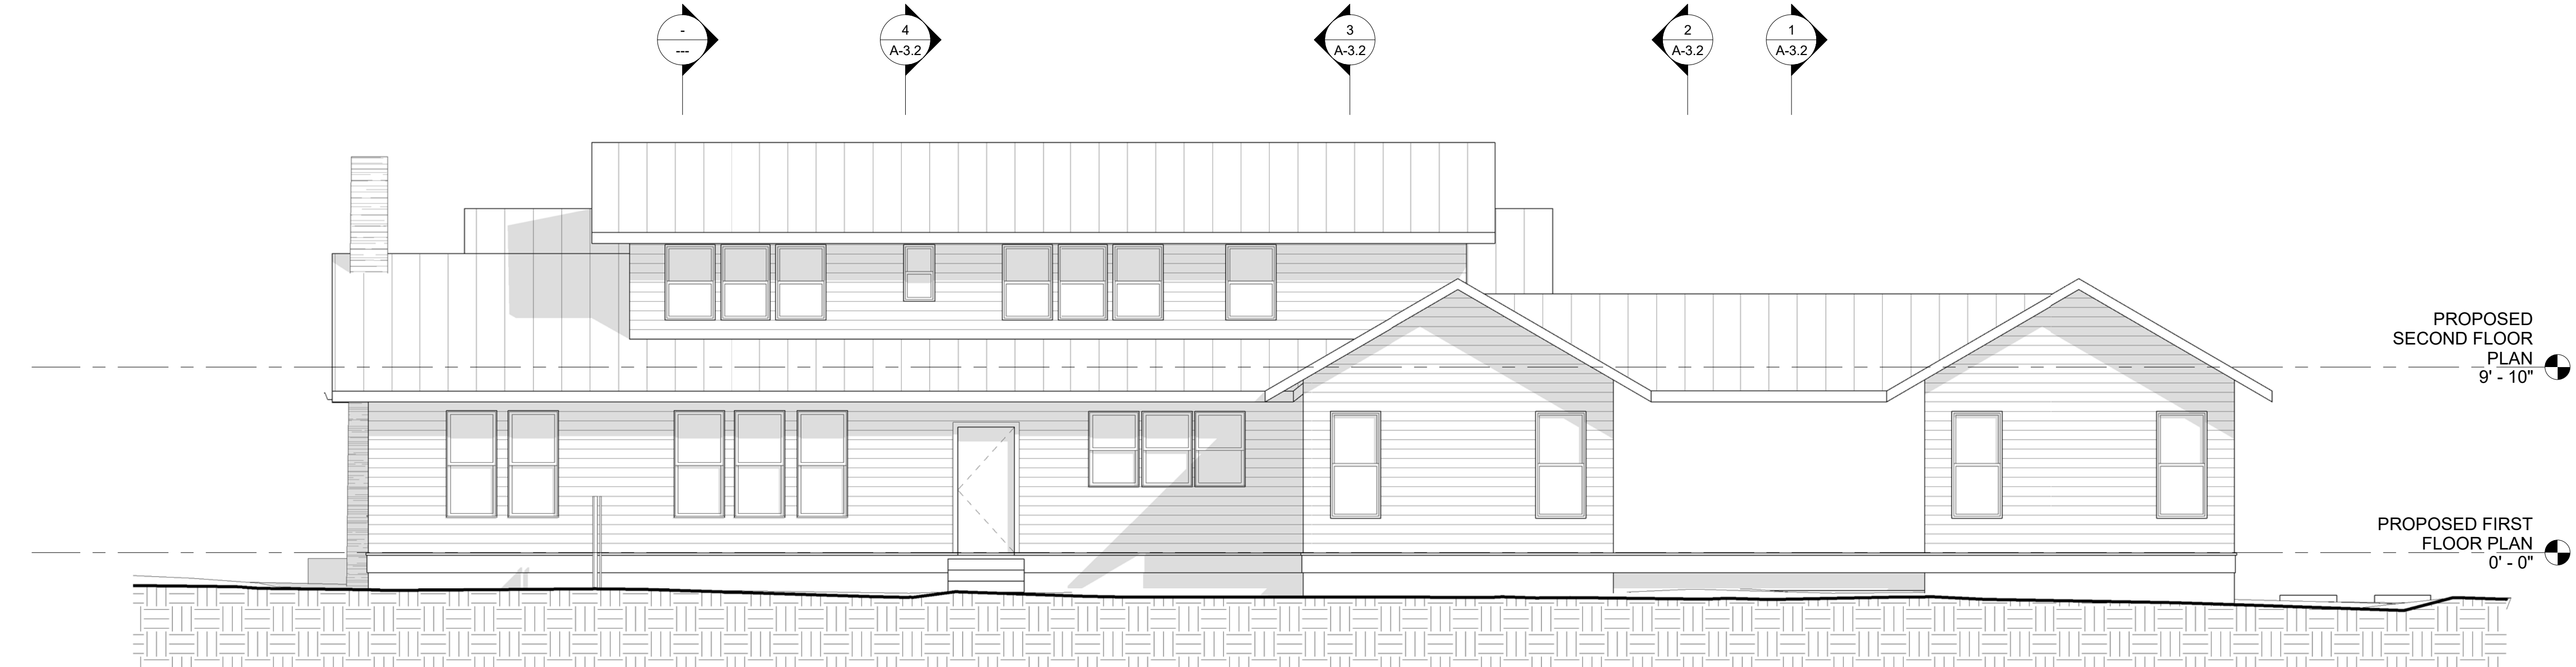 -
---
4
A-3.2
3
A-3.2
2
A-3.2
1
A-3.2
PROPOSED
SECOND FLOOR
PLAN
9' - 10"
PROPOSED FIRST
FLOOR PLAN
0' - 0"